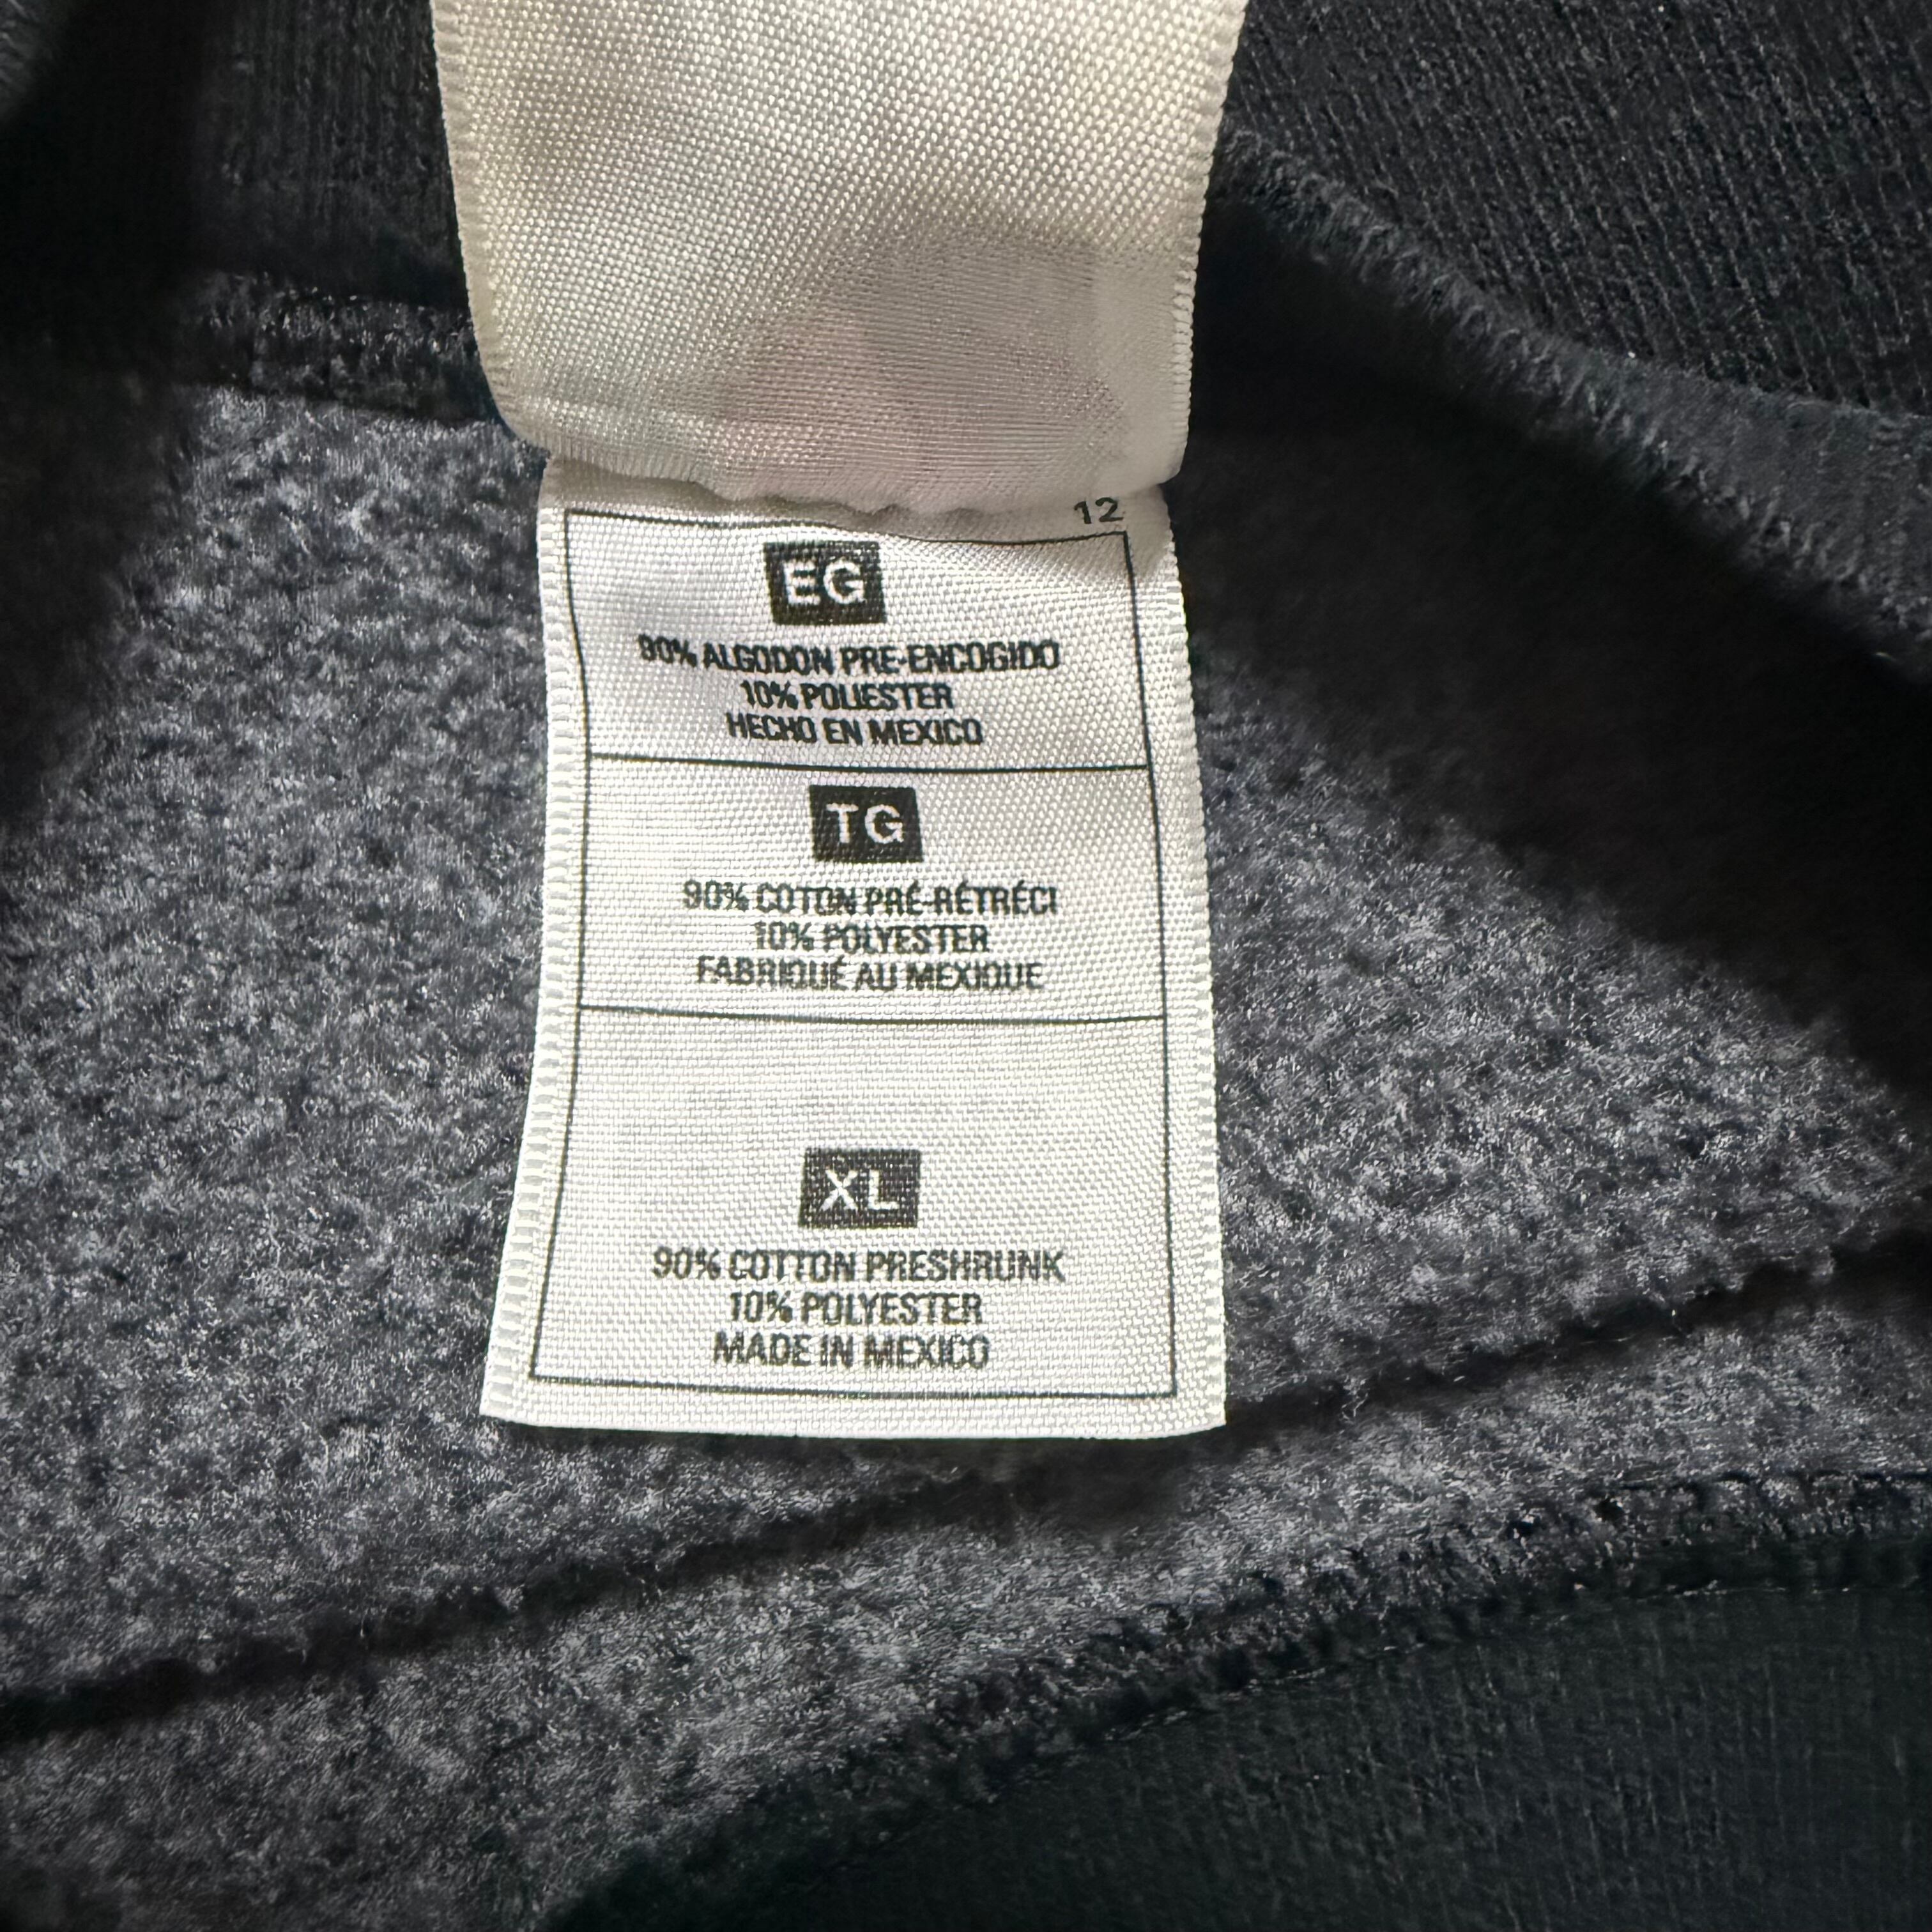 12
EG
90% ALGODON PRE-ENCOGIDO
10% POLIESTER
HECHO EN MEXICO
TG
90% COTON PRÉ-RÉTRÉCI
10% POLYESTER
FABRIQUÉ AU MEXIQUE
XL
90% COTTON PRESHRUNK
10% POLYESTER
MADE IN MEXICO